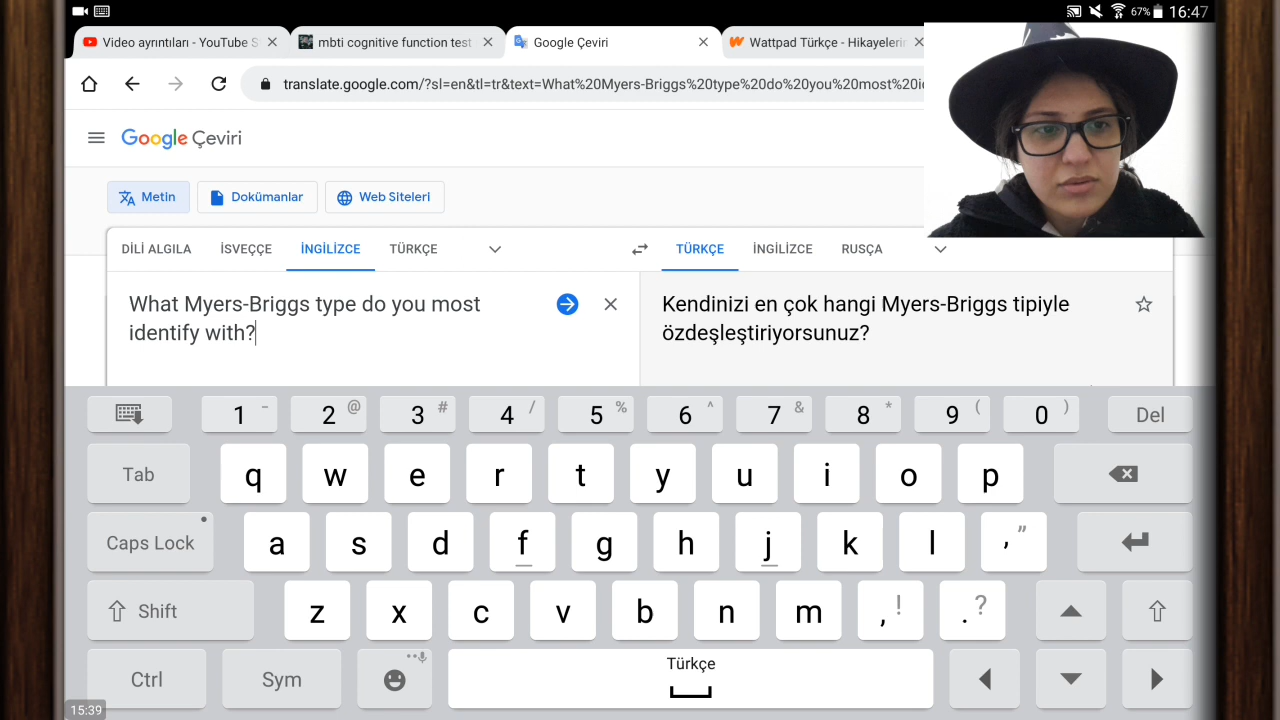 67% 16:47
Video ayrıntıları - YouTube S
mbti cognitive function test
Google Çeviri
Wattpad Türkçe - Hikayelerin
translate.google.com/?sl=en&tl=tr&text=What%20Myers-Briggs%20type%20do%20you%20most%20i
Google Çeviri
Metin
Dokümanlar
Web Siteleri
DİLİ ALGILA İSVEÇÇE İNGİLİZCE TÜRKÇE
TÜRKÇE İNGİLİZCE RUSÇA
What Myers-Briggs type do you most
identify with?
Kendinizi en çok hangi Myers-Briggs tipiyle
özdeşleştiriyorsunuz?
1 - 2 @ 3 # 4 / 5 % 6 ^ 7 & 8 * 9 ( 0 ) Del
Tab q w e r t y u i o p
Caps Lock a s d f g h j k l , "
Shift z x c v b n m , ! . ?
Ctrl Sym Türkçe
15:39